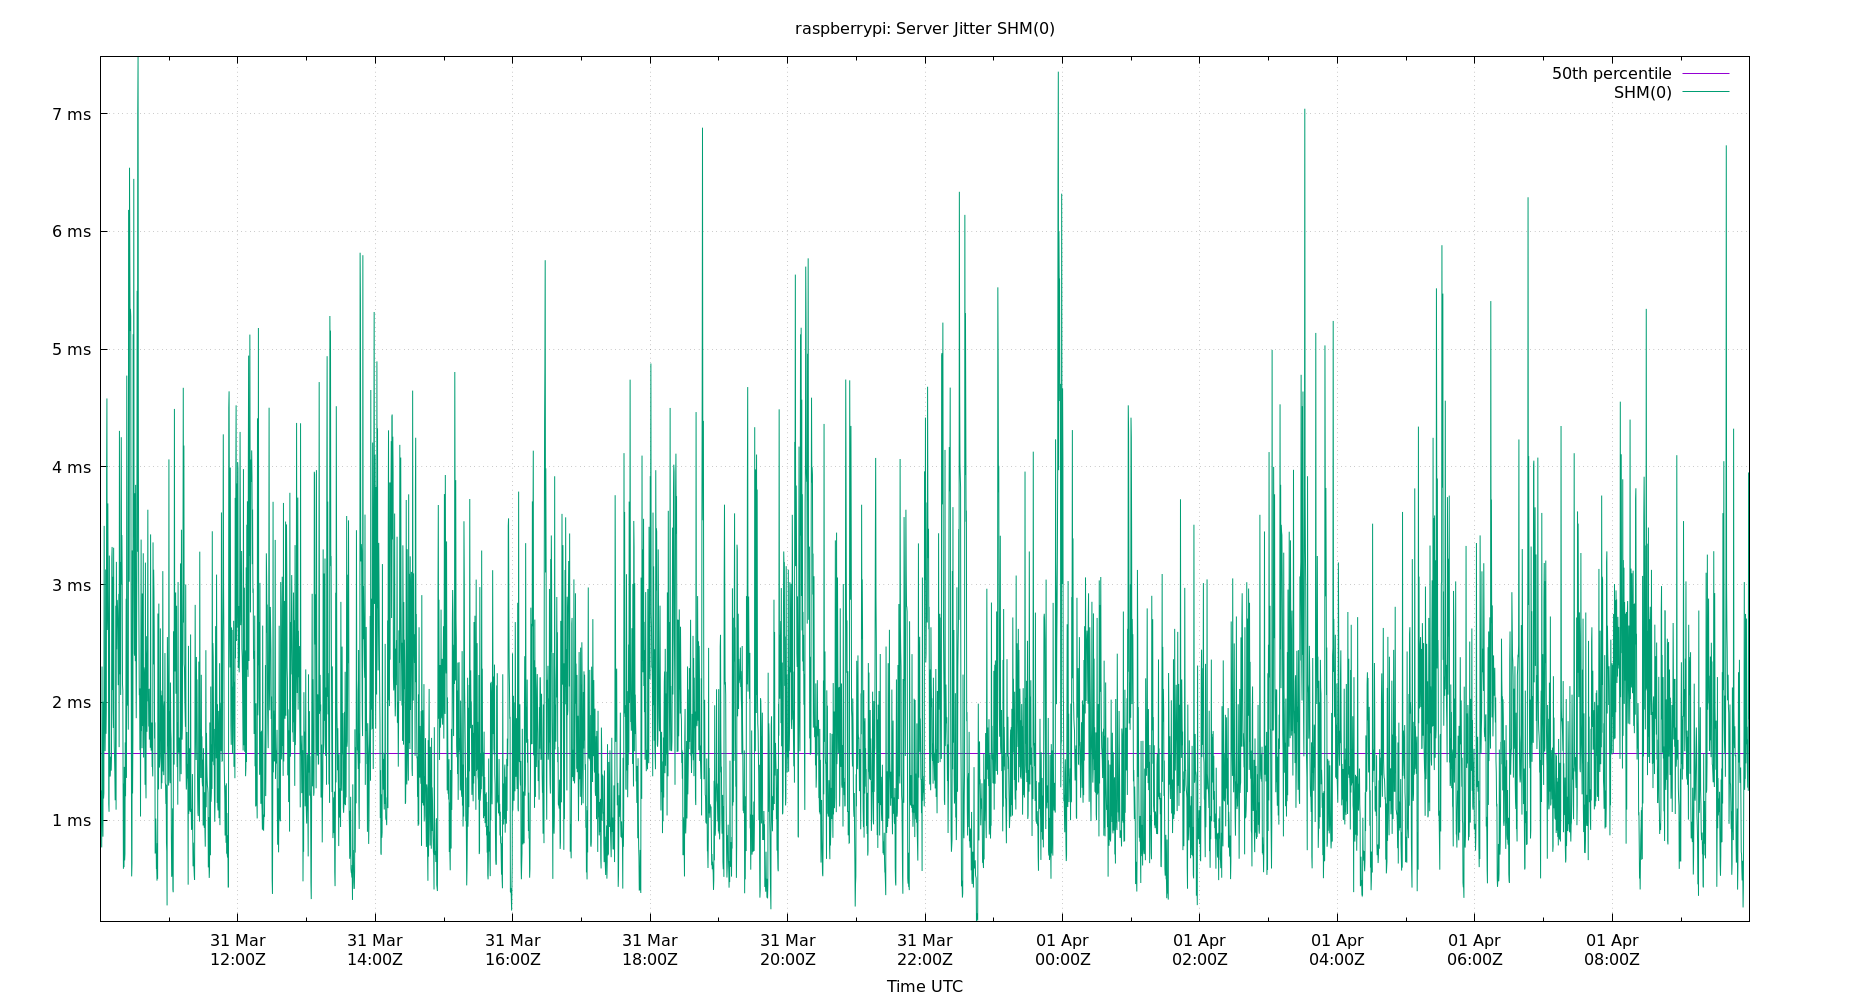 raspberrypi: Server Jitter SHM(0)
50th percentile
SHM(0)
7 ms
6 ms
5 ms
4 ms
3 ms
2 ms
1 ms
31 Mar 31 Mar 31 Mar 31 Mar 31 Mar 31 Mar 01 Apr 01 Apr 01 Apr 01 Apr 01 Apr
12:00Z 14:00Z 16:00Z 18:00Z 20:00Z 22:00Z 00:00Z 02:00Z 04:00Z 06:00Z 08:00Z
Time UTC